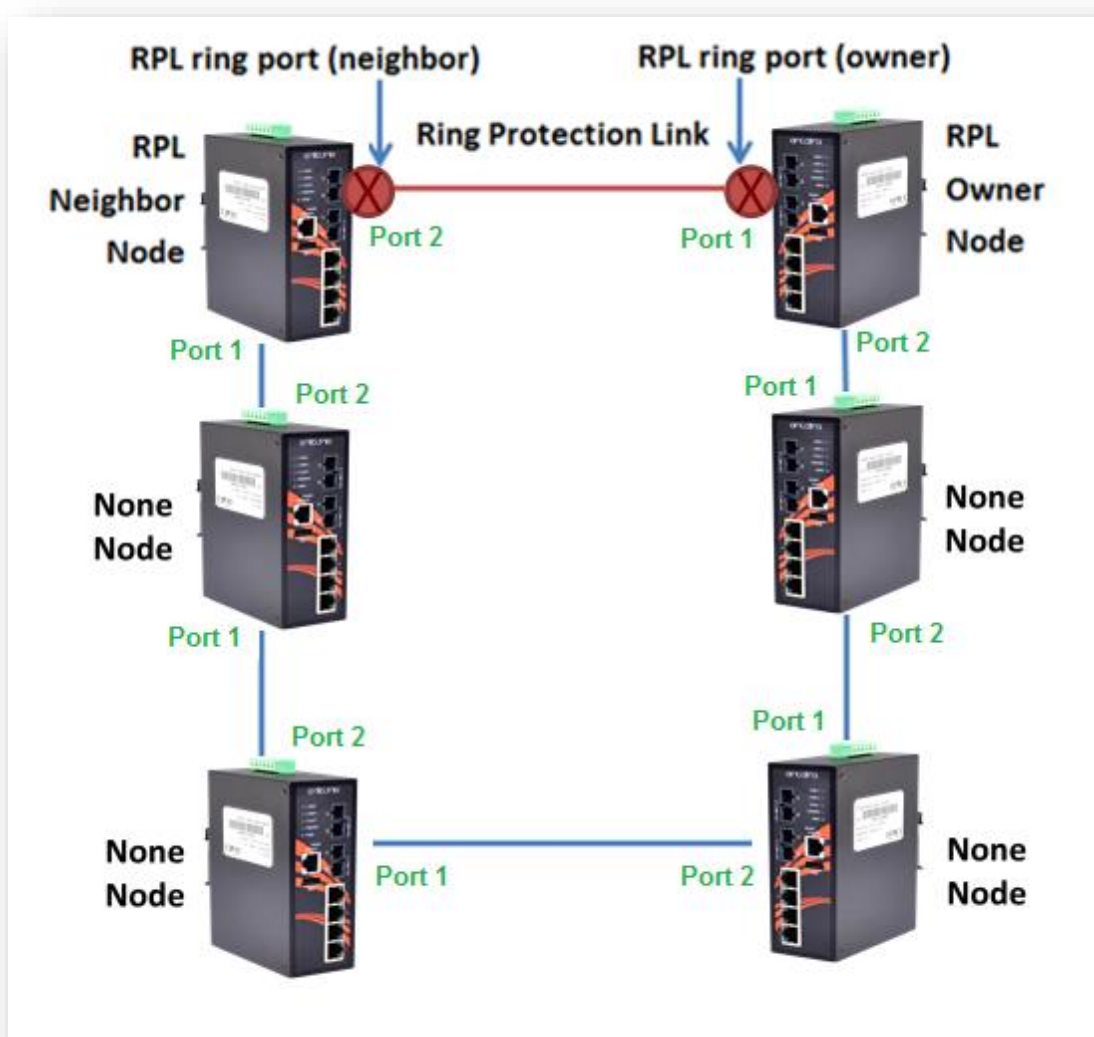 RPL ring port (neighbor)
RPL ring port (owner)
Ring Protection Link
RPL
Neighbor
Node
RPL
Owner
Node
Port 2
Port 1
Port 1
Port 2
Port 2
Port 1
None
Node
None
Node
Port 1
Port 2
Port 2
Port 1
None
Node
None
Node
Port 1
Port 2